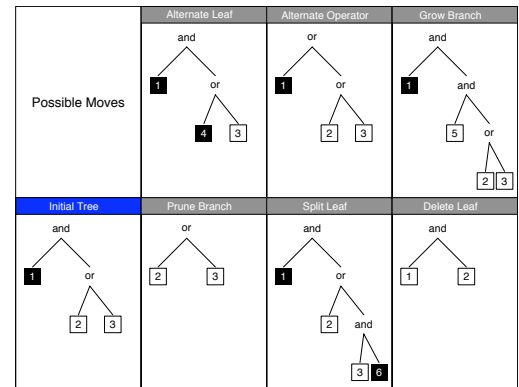 Possible Moves
Alternate Leaf
and
1
or
4 3
Alternate Operator
or
1
or
2 3
Grow Branch
and
1
and
5
or
2 3
Initial Tree
and
1
or
2 3
Prune Branch
or
2 3
Split Leaf
and
1
or
2
and
3 6
Delete Leaf
and
1 2